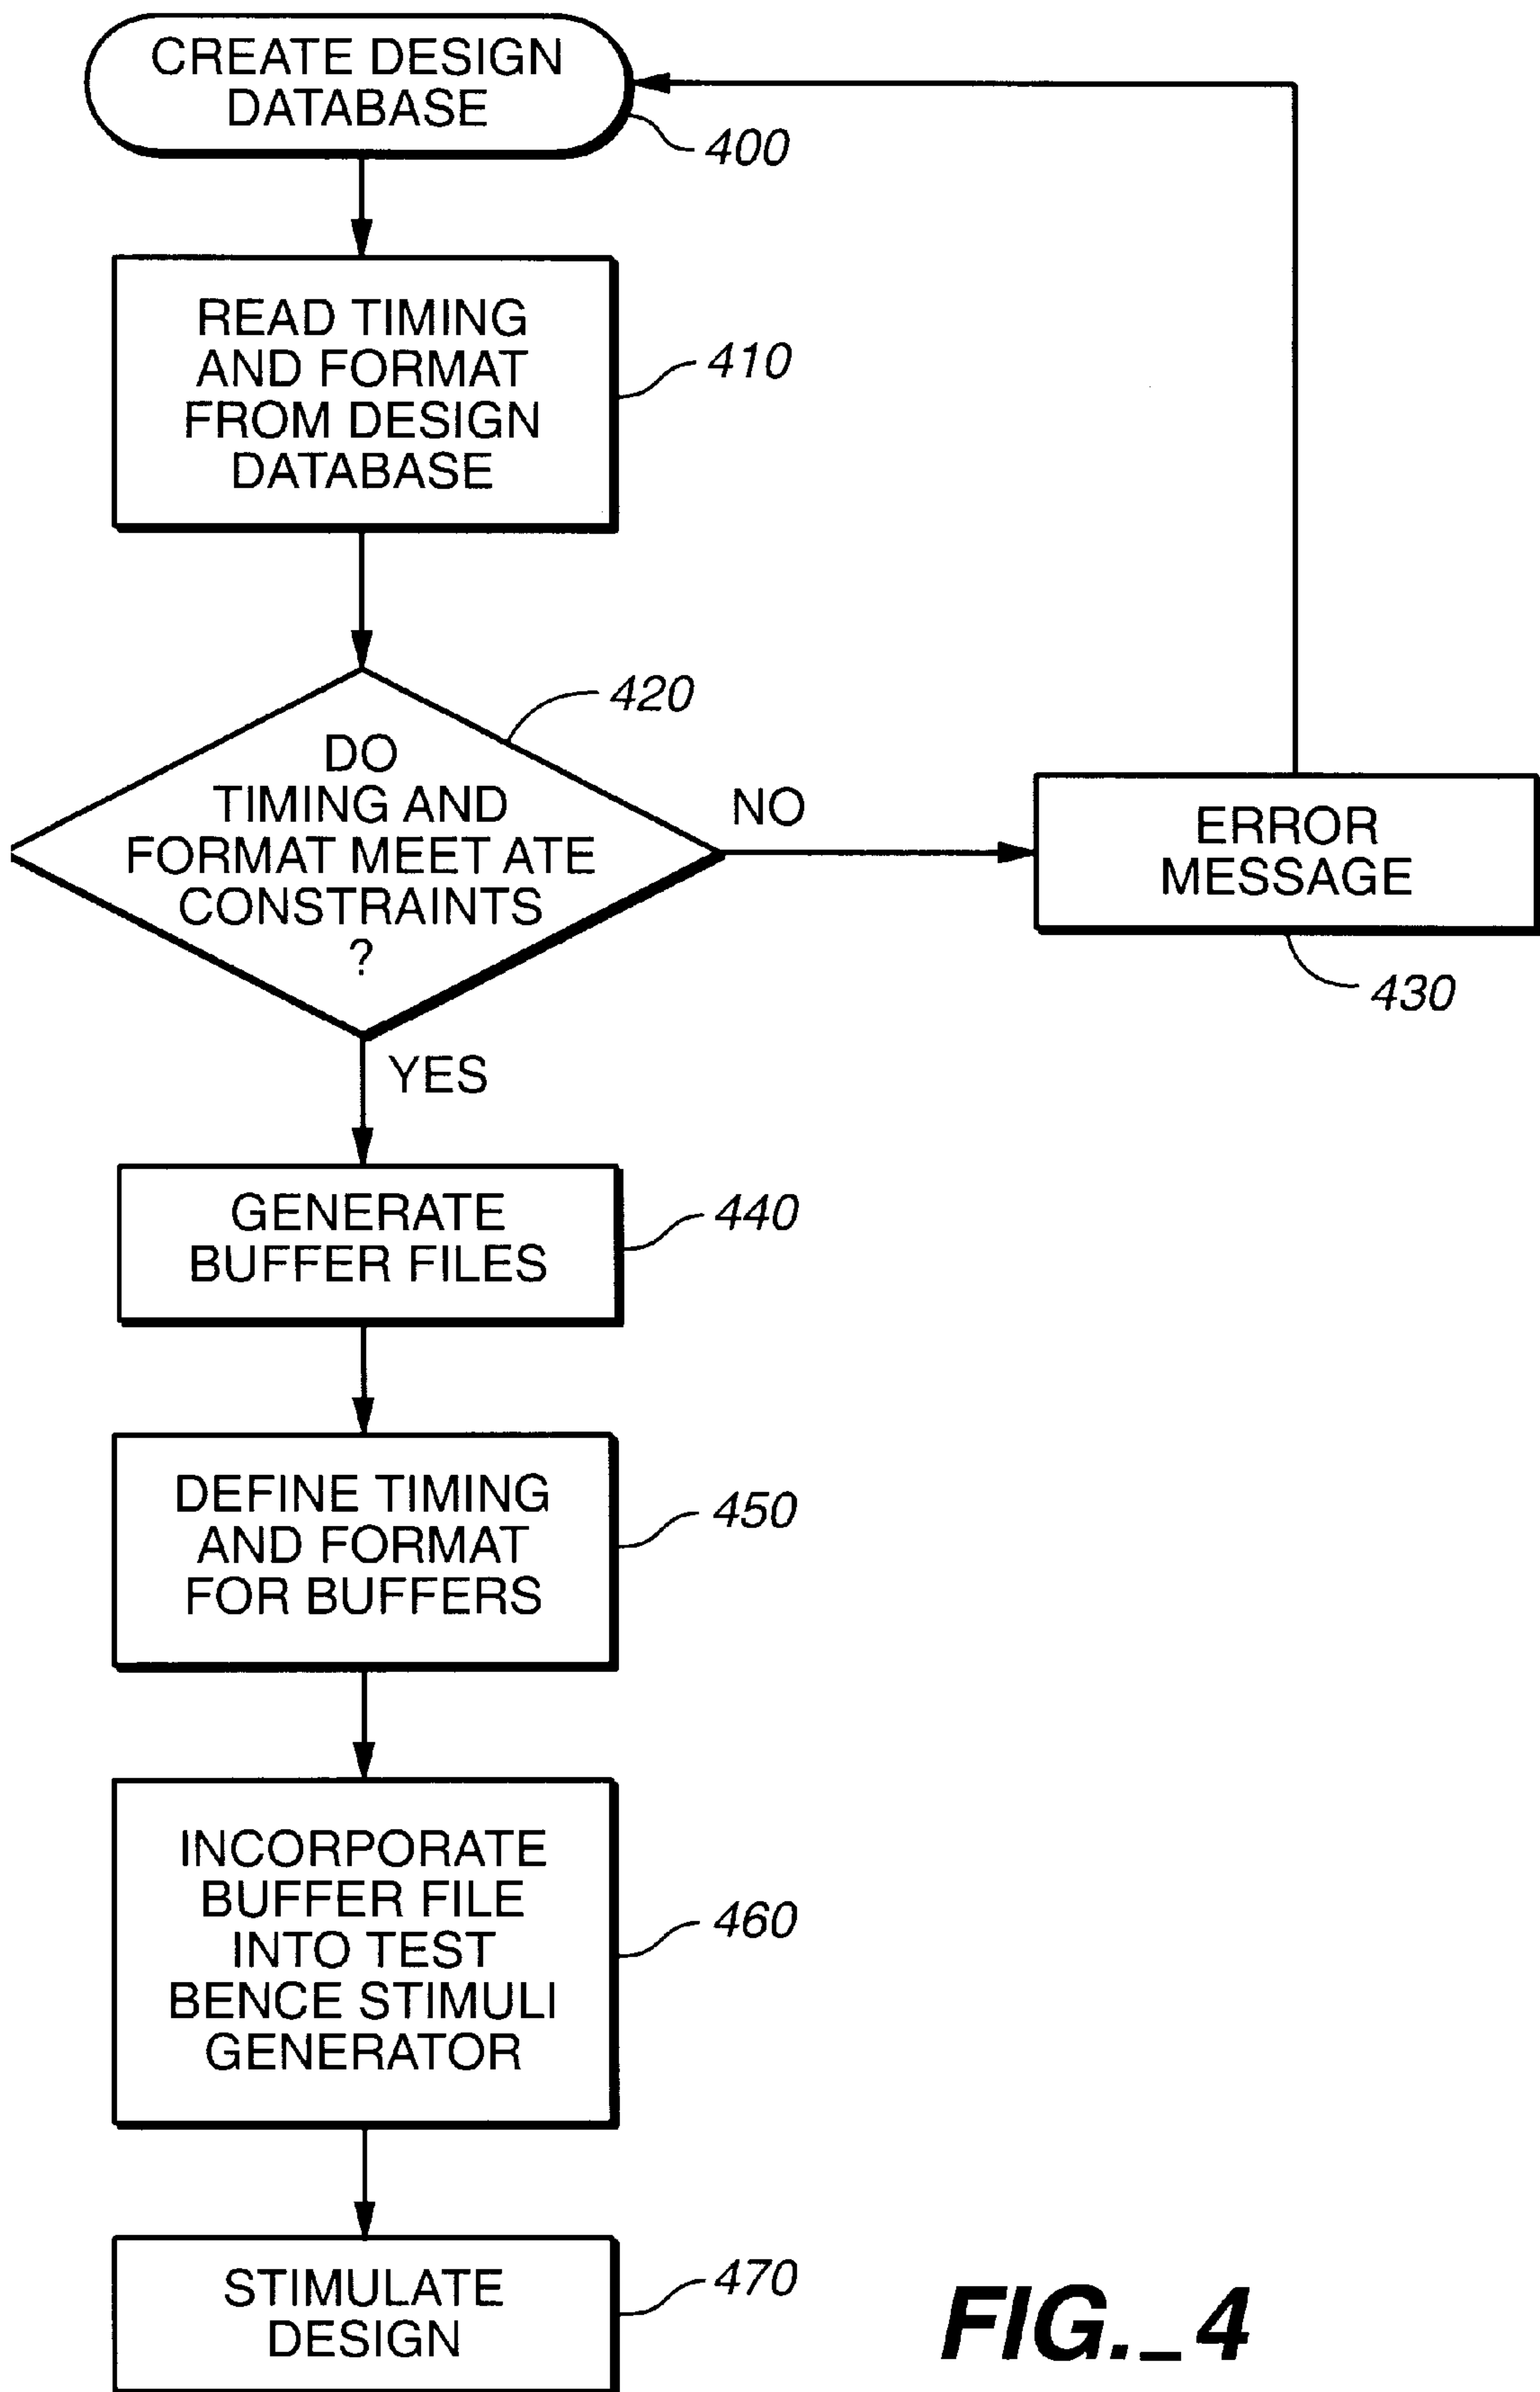 CREATE DESIGN
DATABASE
400
READ TIMING
AND FORMAT
FROM DESIGN
DATABASE
410
420
DO
TIMING AND
FORMAT MEET ATE
CONSTRAINTS
?
NO
ERROR
MESSAGE
430
YES
GENERATE
BUFFER FILES
440
DEFINE TIMING
AND FORMAT
FOR BUFFERS
450
INCORPORATE
BUFFER FILE
INTO TEST
BENCE STIMULI
GENERATOR
460
STIMULATE
DESIGN
470
FIG._4